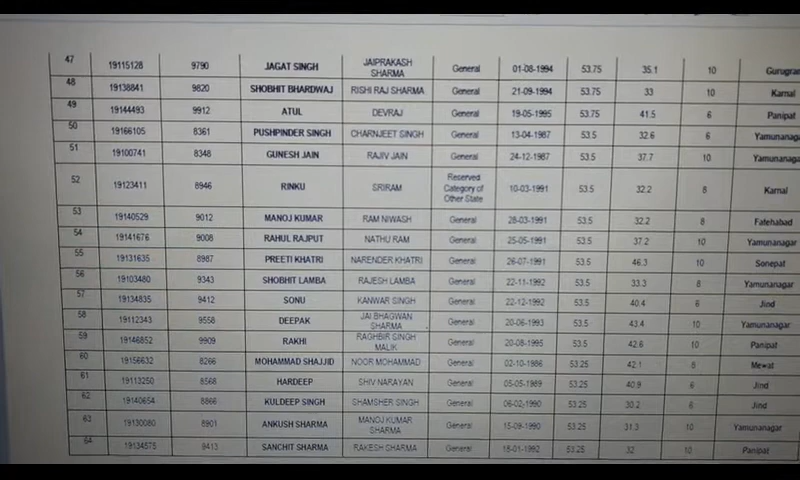 47 19115128 9790 JAGAT SINGH JAIPRAKASH SHARMA General 01-08-1994 53.75 35.1 10 Gurugram
48 19138841 9820 SHOBHIT BHARDWAJ RISHI RAJ SHARMA General 21-09-1994 53.75 33 10 Karnal
49 19144493 9912 ATUL DEVRAJ General 19-05-1995 53.75 41.5 6 Panipat
50 19166105 8361 PUSHPINDER SINGH CHARNJEET SINGH General 13-04-1987 53.5 32.6 6 Yamunanaga
51 19100741 8348 GUNESH JAIN RAJIV JAIN General 24-12-1987 53.5 37.7 10 Yamunanaga
52 19123411 8946 RINKU SRIRAM Reserved Category of Other State 10-03-1991 53.5 32.2 8 Karnal
53 19140529 9012 MANOJ KUMAR RAM NIWASH General 28-03-1991 53.5 32.2 8 Fatehabad
54 19141676 9008 RAHUL RAJPUT NATHU RAM General 25-05-1991 53.5 37.2 10 Yamunanagar
55 19131635 8987 PREETI KHATRI NARENDER KHATRI General 26-07-1991 53.5 46.3 10 Sonepat
56 19103480 9343 SHOBHIT LAMBA RAJESH LAMBA General 22-11-1992 53.5 33.3 8 Yamunanagar
57 19134835 9412 SONU KANWAR SINGH General 22-12-1992 53.5 40.4 6 Jind
58 19112343 9558 DEEPAK JAI BHAGWAN SHARMA General 20-06-1993 53.5 43.4 10 Yamunanagar
59 19146852 9909 RAKHI RAGHBIR SINGH MALIK General 20-08-1995 53.5 42.6 10 Panipat
60 19156632 8266 MOHAMMAD SHAJJID NOOR MOHAMMAD General 02-10-1986 53.25 42.1 8 Mewat
61 19113250 8568 HARDEEP SHIV NARAYAN General 05-05-1989 53.25 40.9 6 Jind
62 19140654 8866 KULDEEP SINGH SHAMSHER SINGH General 06-02-1990 53.25 30.2 6 Jind
63 19130080 8901 ANKUSH SHARMA MANOJ KUMAR SHARMA General 15-09-1990 53.25 31.3 10 Yamunanagar
64 19134575 9413 SANCHIT SHARMA RAKESH SHARMA General 18-01-1992 53.25 32 10 Panipat